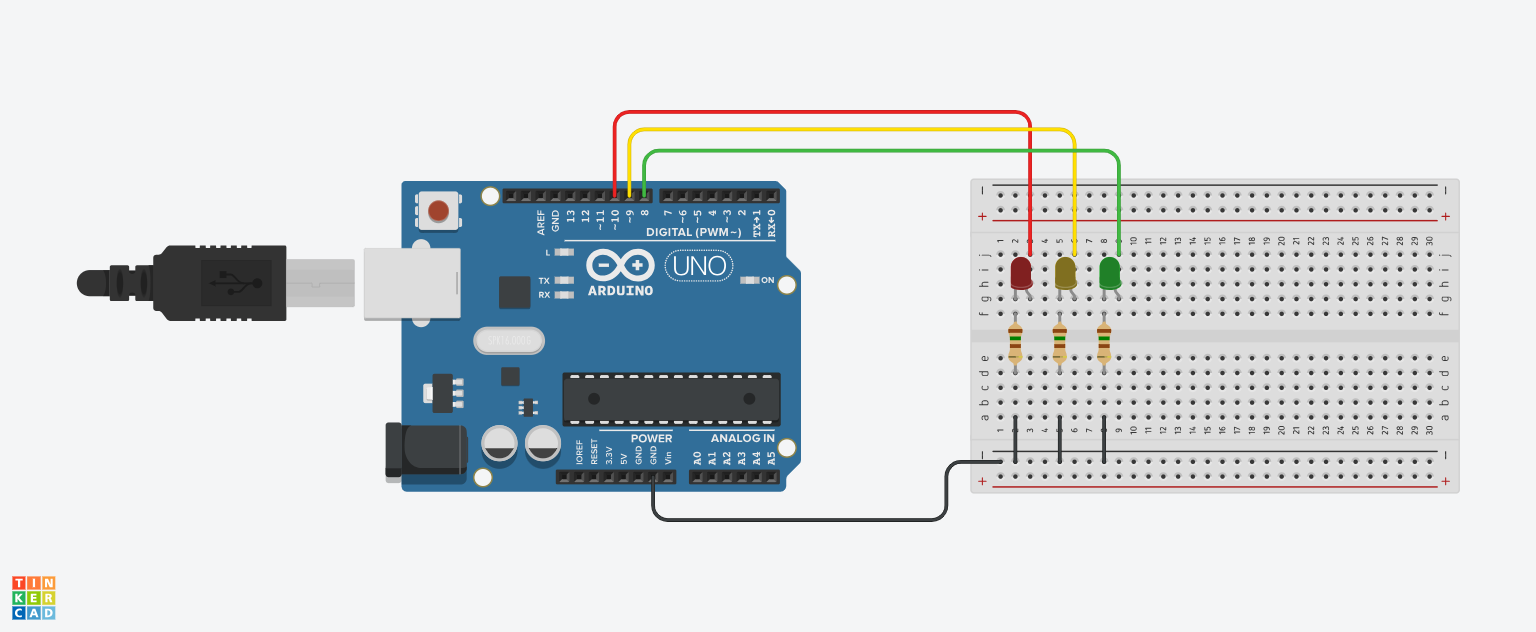 AREF
GND
13
12
~11
~10
~9
8
7
~6
~5
4
~3
2
TX→1
RX←0
DIGITAL (PWM~)
L
TX
RX
ARDUINO
UNO
ON
POWER
ANALOG IN
IOREF
RESET
3.3V
5V
GND
GND
Vin
A0
A1
A2
A3
A4
A5
1 2 3 4 5 6 7 8 9 10 11 12 13 14 15 16 17 18 19 20 21 22 23 24 25 26 27 28 29 30
j j
i i
h h
g g
f f
e e
d d
c c
b b
a a
1 2 3 4 5 6 7 8 9 10 11 12 13 14 15 16 17 18 19 20 21 22 23 24 25 26 27 28 29 30
TIN
KER
CAD